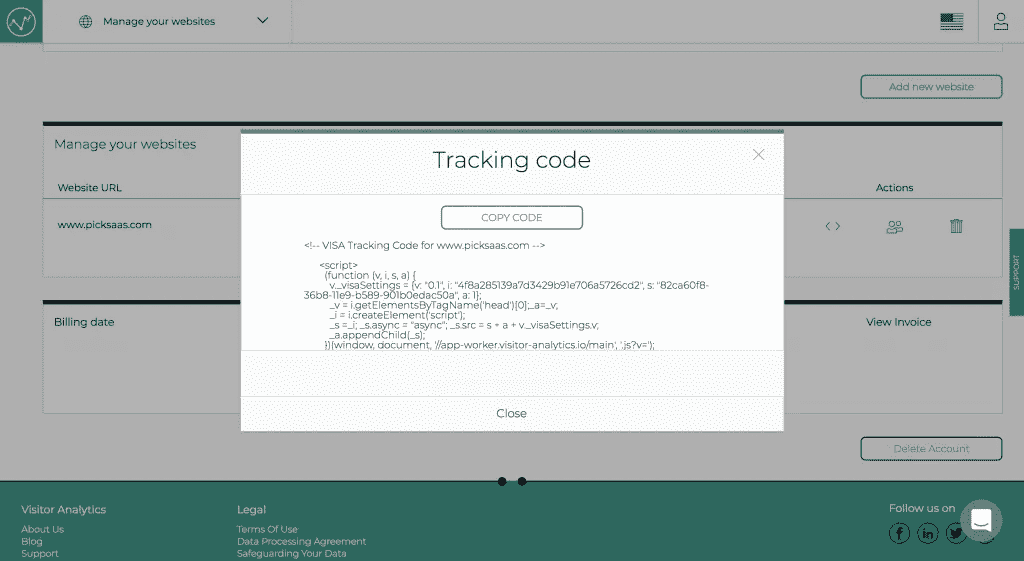 Manage your websites
Add new website
Manage your websites
Website URL
Actions
www.picksaas.com
Tracking code
COPY CODE
<!-- VISA Tracking Code for www.picksaas.com -->
<script>
(function (v, i, s, a) {
v._visaSettings = {v: "0.1", i: "4f8a285139a7d3429b91e706a5726cd2", s: "82ca60f8-
36b8-11e9-b589-901b0edac50a", a: 1};
_v = i.getElementsByTagName('head')[0];_a=_v;
_i = i.createElement('script');
_s =_i; _s.async = "async"; _s.src = s + a + v._visaSettings.v;
_a.appendChild(_s);
})(window, document, '//app-worker.visitor-analytics.io/main', '.js?v=');
Close
SUPPORT
Billing date
View Invoice
Delete Account
Visitor Analytics
About Us
Blog
Support
Legal
Terms Of Use
Data Processing Agreement
Safeguarding Your Data
Follow us on